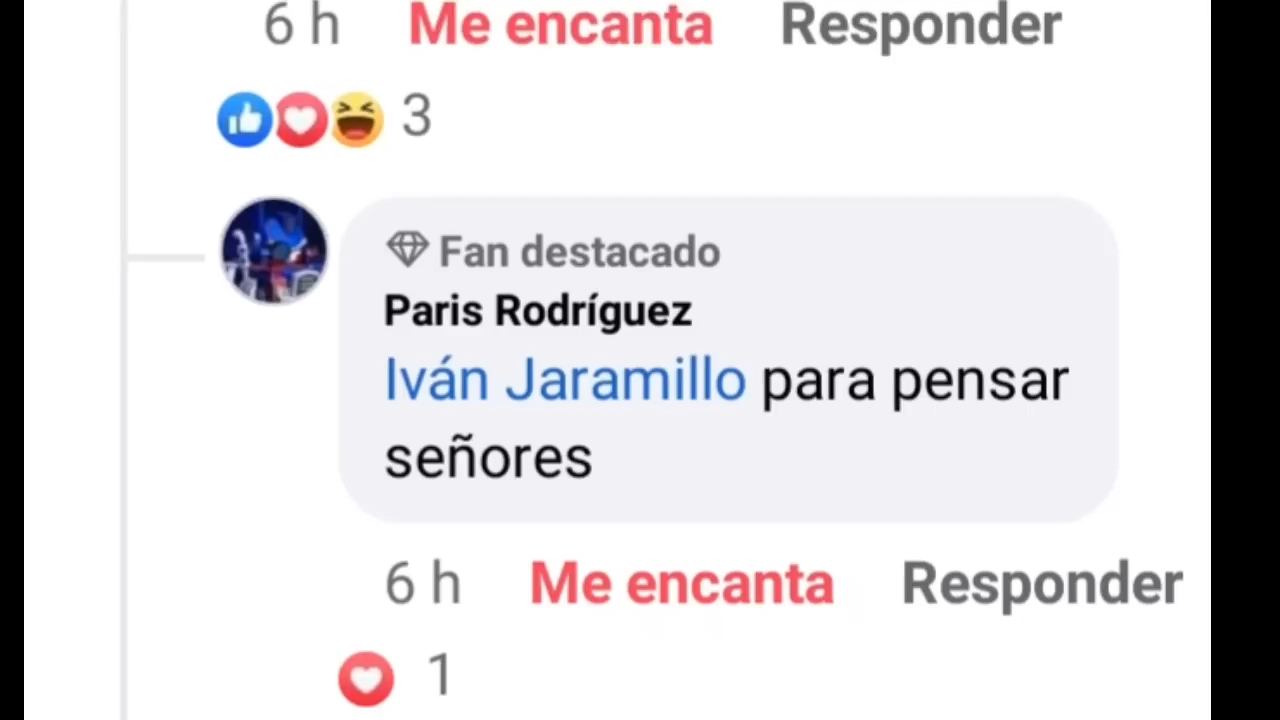 6 h Me encanta Responder
3
Fan destacado
Paris Rodríguez
Iván Jaramillo para pensar
señores
6 h Me encanta Responder
1